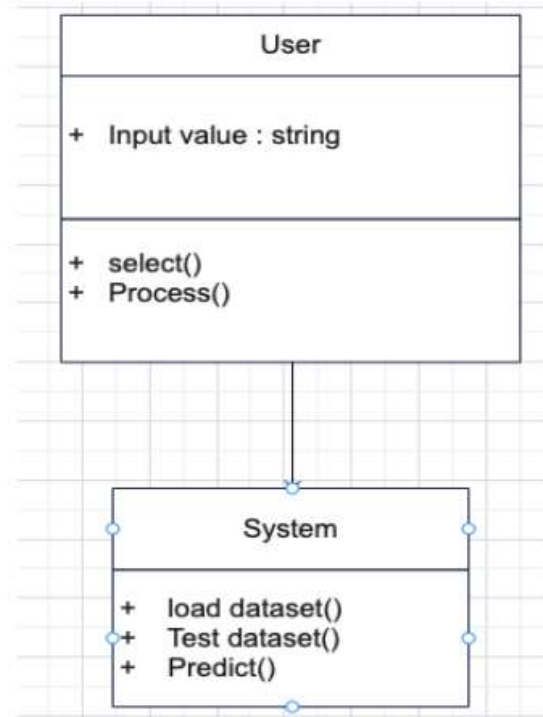 User
+ Input value : string
+ select()
+ Process()
System
+ load dataset()
+ Test dataset()
+ Predict()